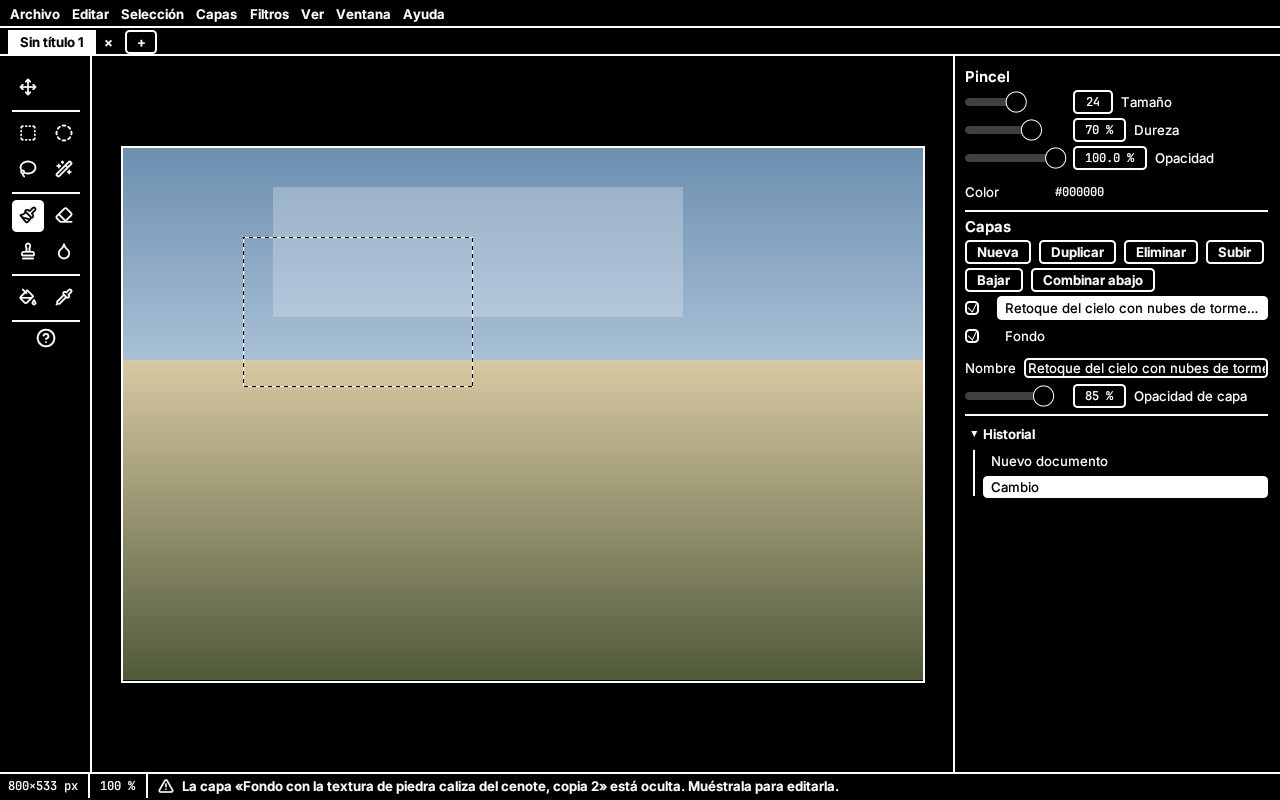 Archivo Editar Selección Capas Filtros Ver Ventana Ayuda
Sin título 1 × +
Pincel
24 Tamaño
70 % Dureza
100.0 % Opacidad
Color #000000
Capas
Nueva Duplicar Eliminar Subir
Bajar Combinar abajo
Retoque del cielo con nubes de torme…
Fondo
Nombre Retoque del cielo con nubes de torme
85 % Opacidad de capa
▼ Historial
Nuevo documento
Cambio
800×533 px 100 % La capa «Fondo con la textura de piedra caliza del cenote, copia 2» está oculta. Muéstrala para editarla.